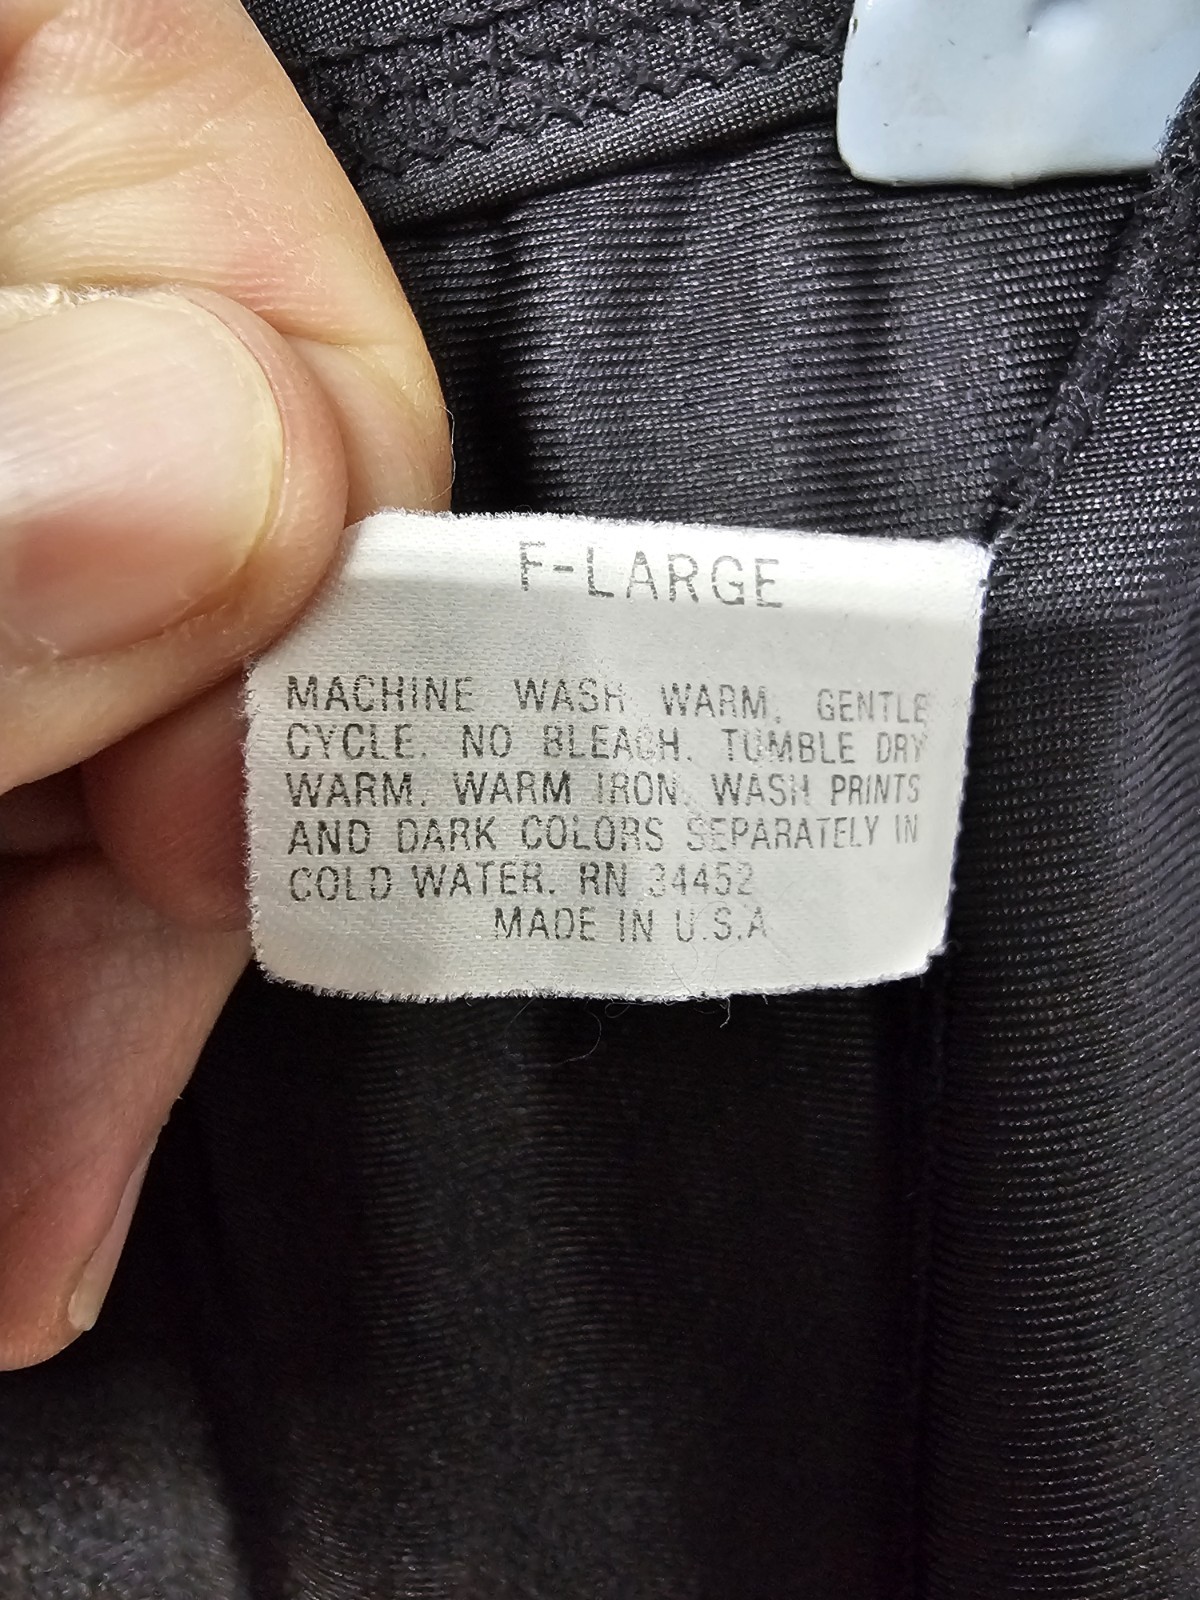 F-LARGE
MACHINE WASH WARM, GENTLE
CYCLE. NO BLEACH. TUMBLE DRY
WARM. WARM IRON. WASH PRINTS
AND DARK COLORS SEPARATELY IN
COLD WATER. RN 34452
MADE IN U.S.A